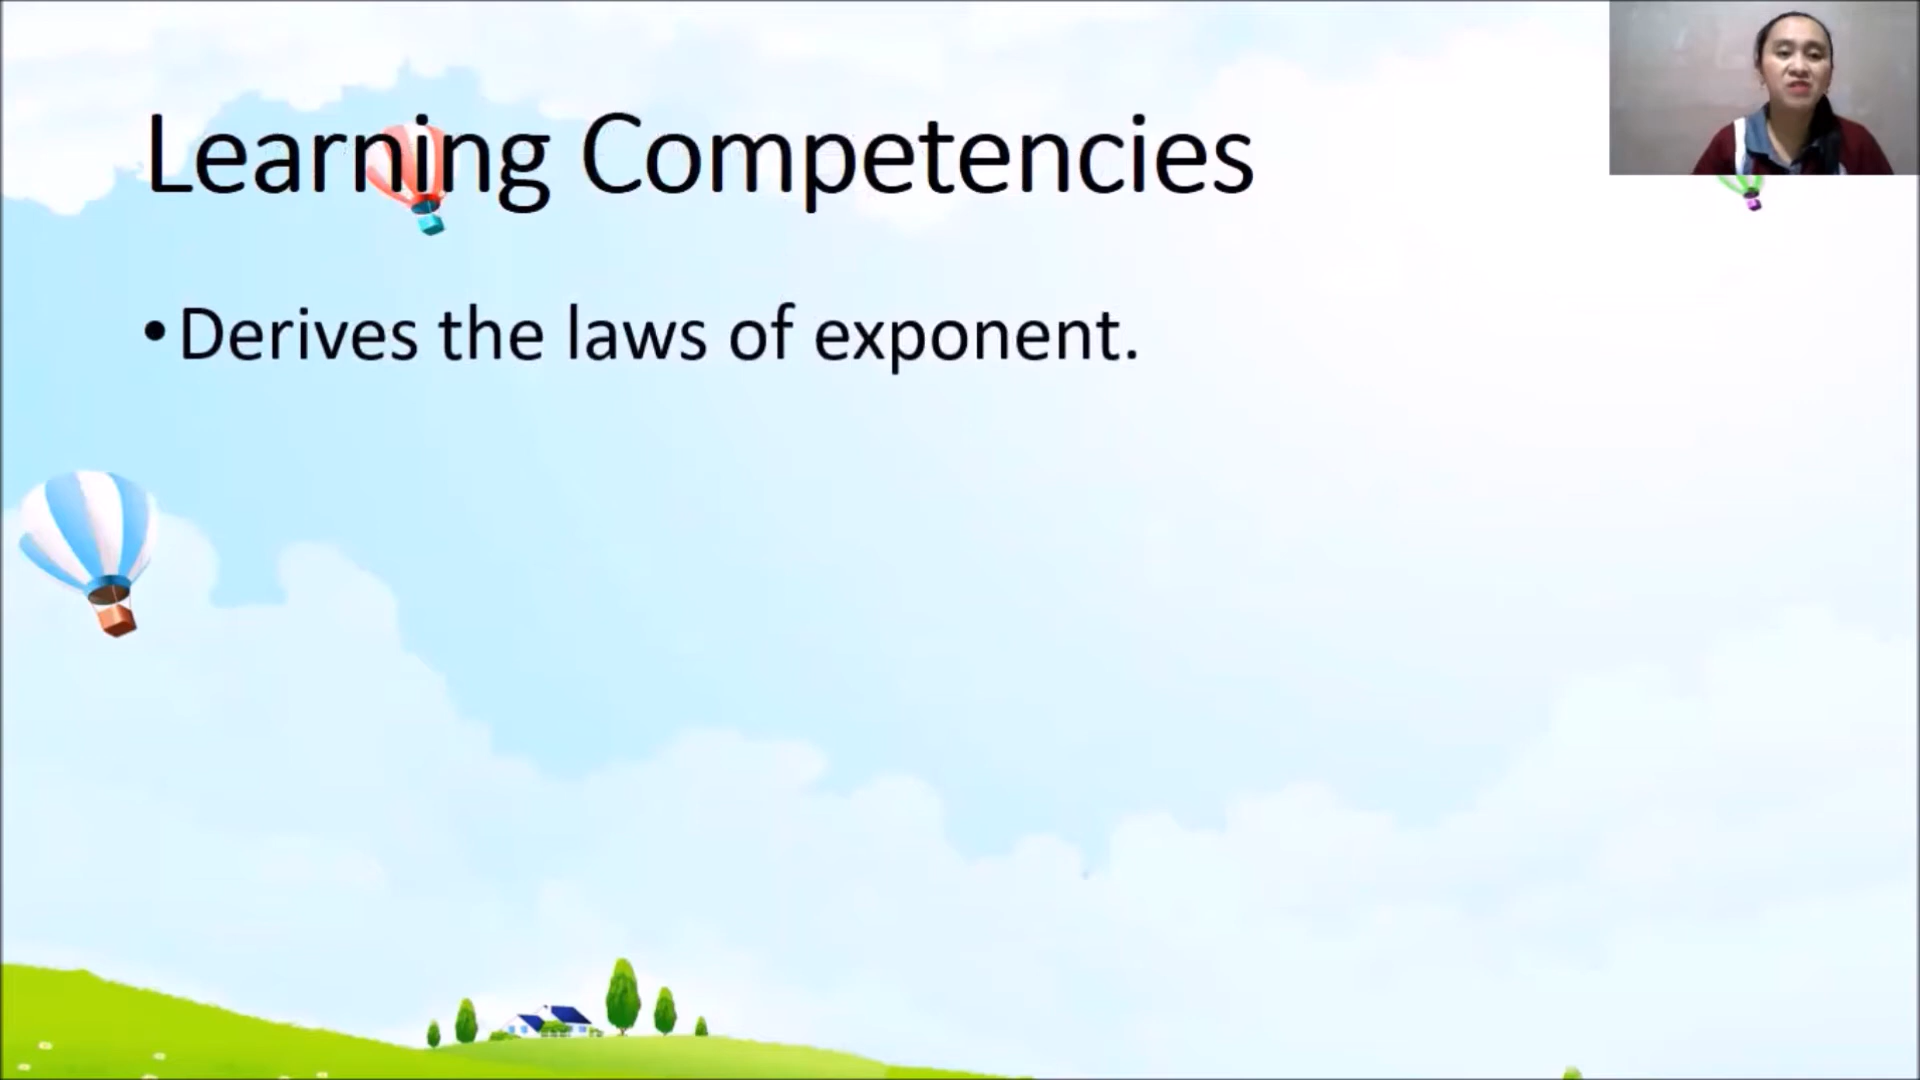 Learning Competencies
•Derives the laws of exponent.